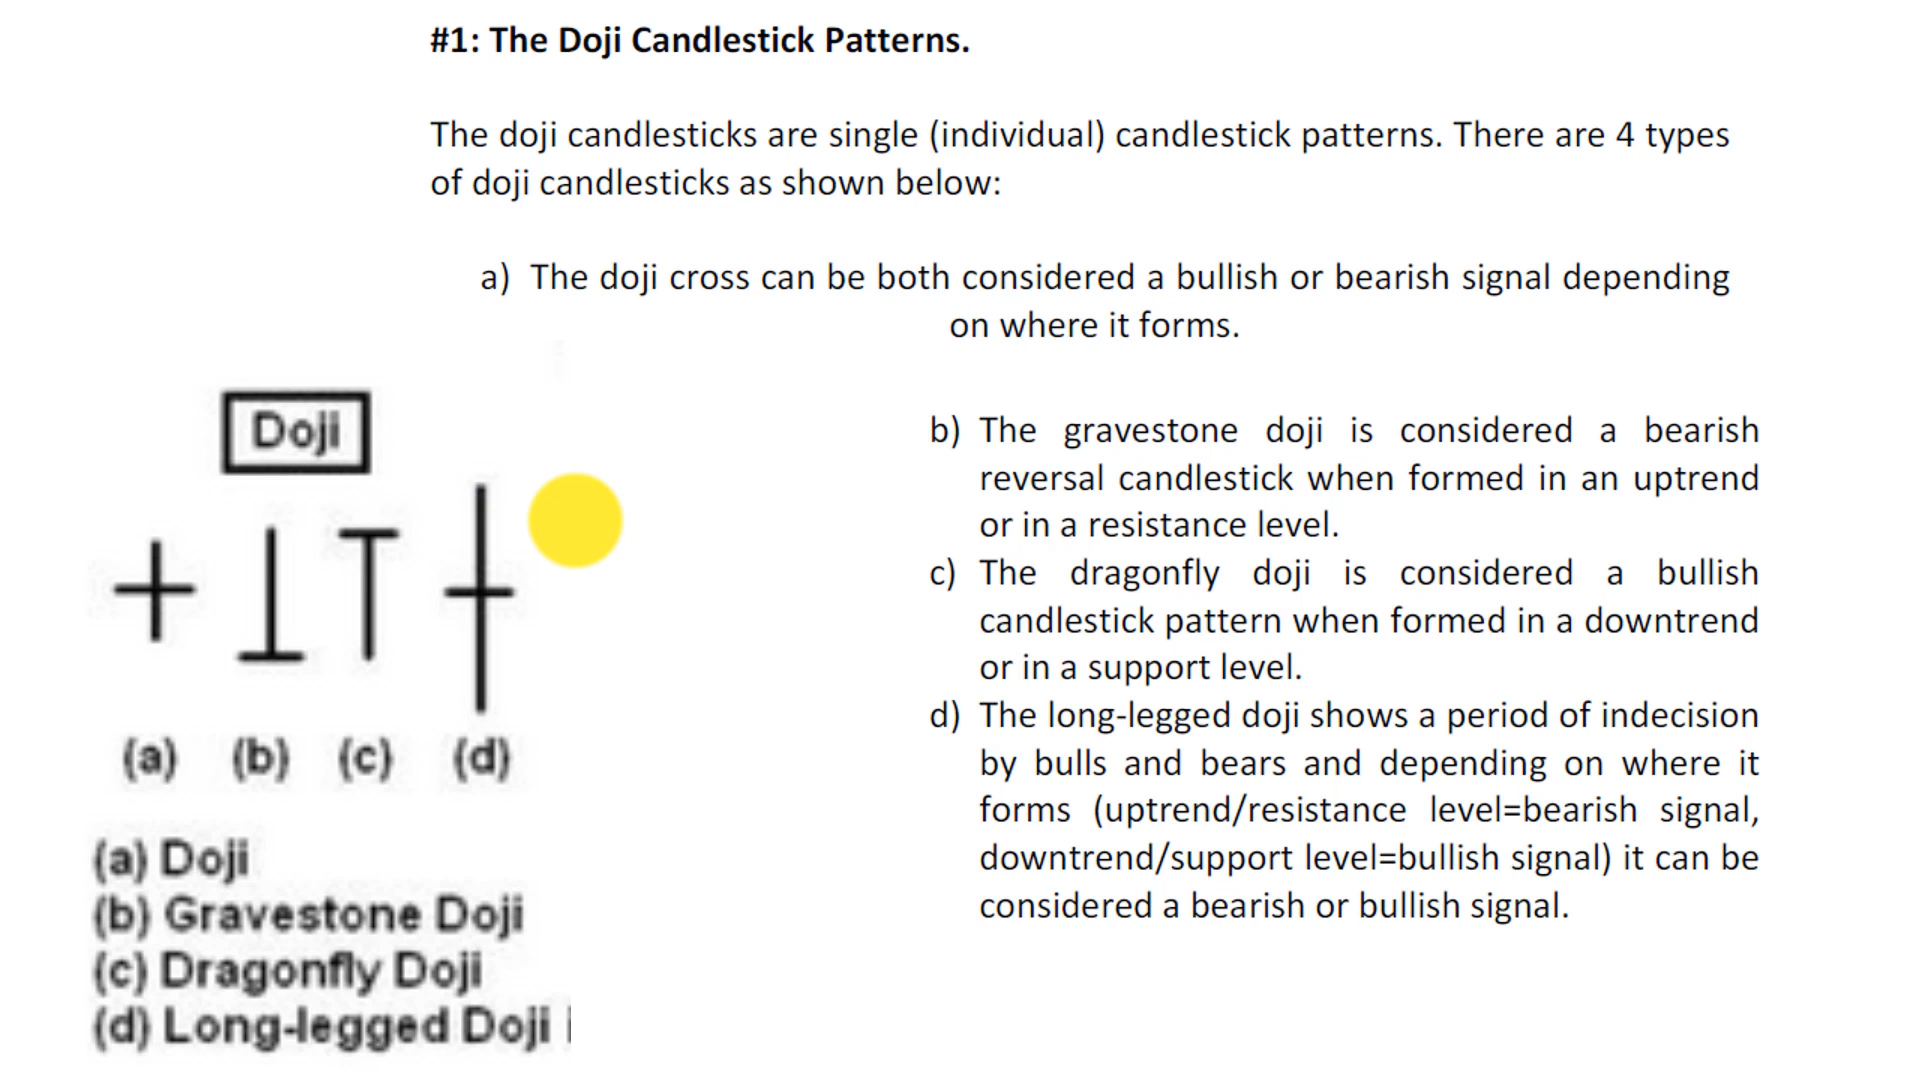 #1: The Doji Candlestick Patterns.
The doji candlesticks are single (individual) candlestick patterns. There are 4 types
of doji candlesticks as shown below:
a) The doji cross can be both considered a bullish or bearish signal depending
on where it forms.
Doji
(a) (b) (c) (d)
(a) Doji
(b) Gravestone Doji
(c) Dragonfly Doji
(d) Long-legged Doji
b) The gravestone doji is considered a bearish
reversal candlestick when formed in an uptrend
or in a resistance level.
c) The dragonfly doji is considered a bullish
candlestick pattern when formed in a downtrend
or in a support level.
d) The long-legged doji shows a period of indecision
by bulls and bears and depending on where it
forms (uptrend/resistance level=bearish signal,
downtrend/support level=bullish signal) it can be
considered a bearish or bullish signal.